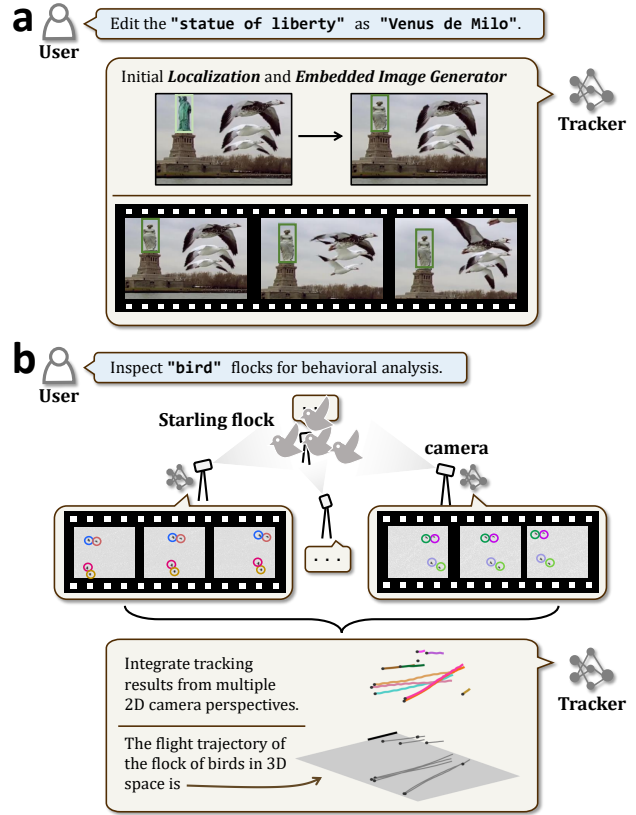 a
User
Edit the "statue of liberty" as "Venus de Milo".
Initial Localization and Embedded Image Generator
Tracker
b
User
Inspect "bird" flocks for behavioral analysis.
Starling flock
camera
...
...
Integrate tracking
results from multiple
2D camera perspectives.
The flight trajectory of
the flock of birds in 3D
space is
Tracker